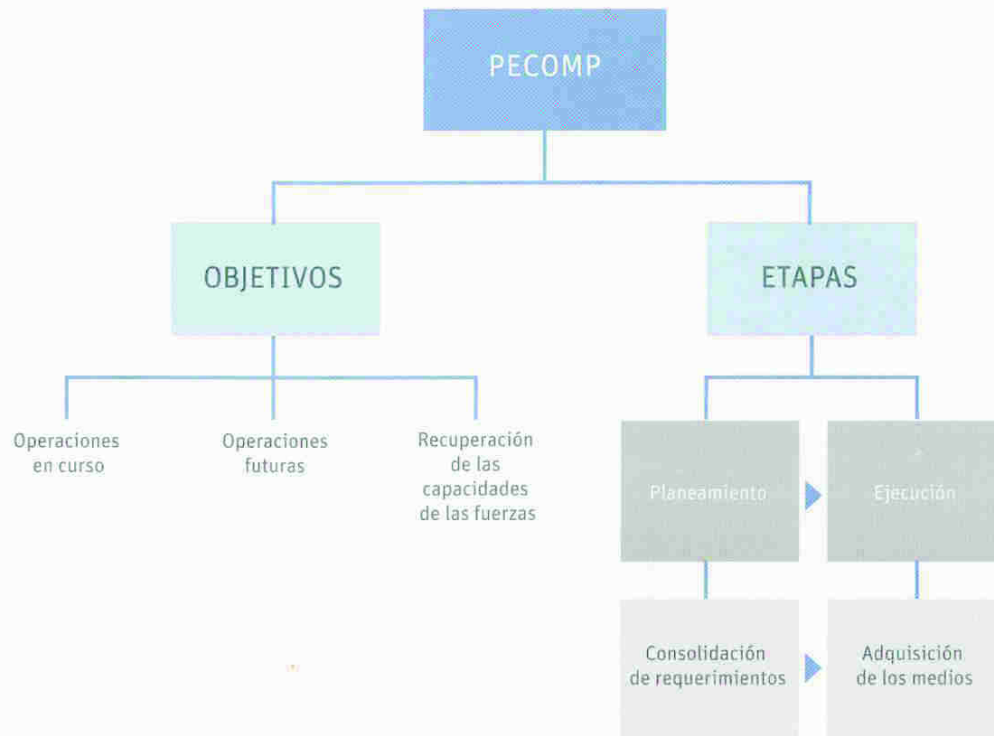 PECOMP
OBJETIVOS
ETAPAS
Operaciones
en curso
Operaciones
futuras
Recuperación
de las
capacidades
de las fuerzas
Planeamiento
Ejecución
Consolidación
de requerimientos
Adquisición
de los medios